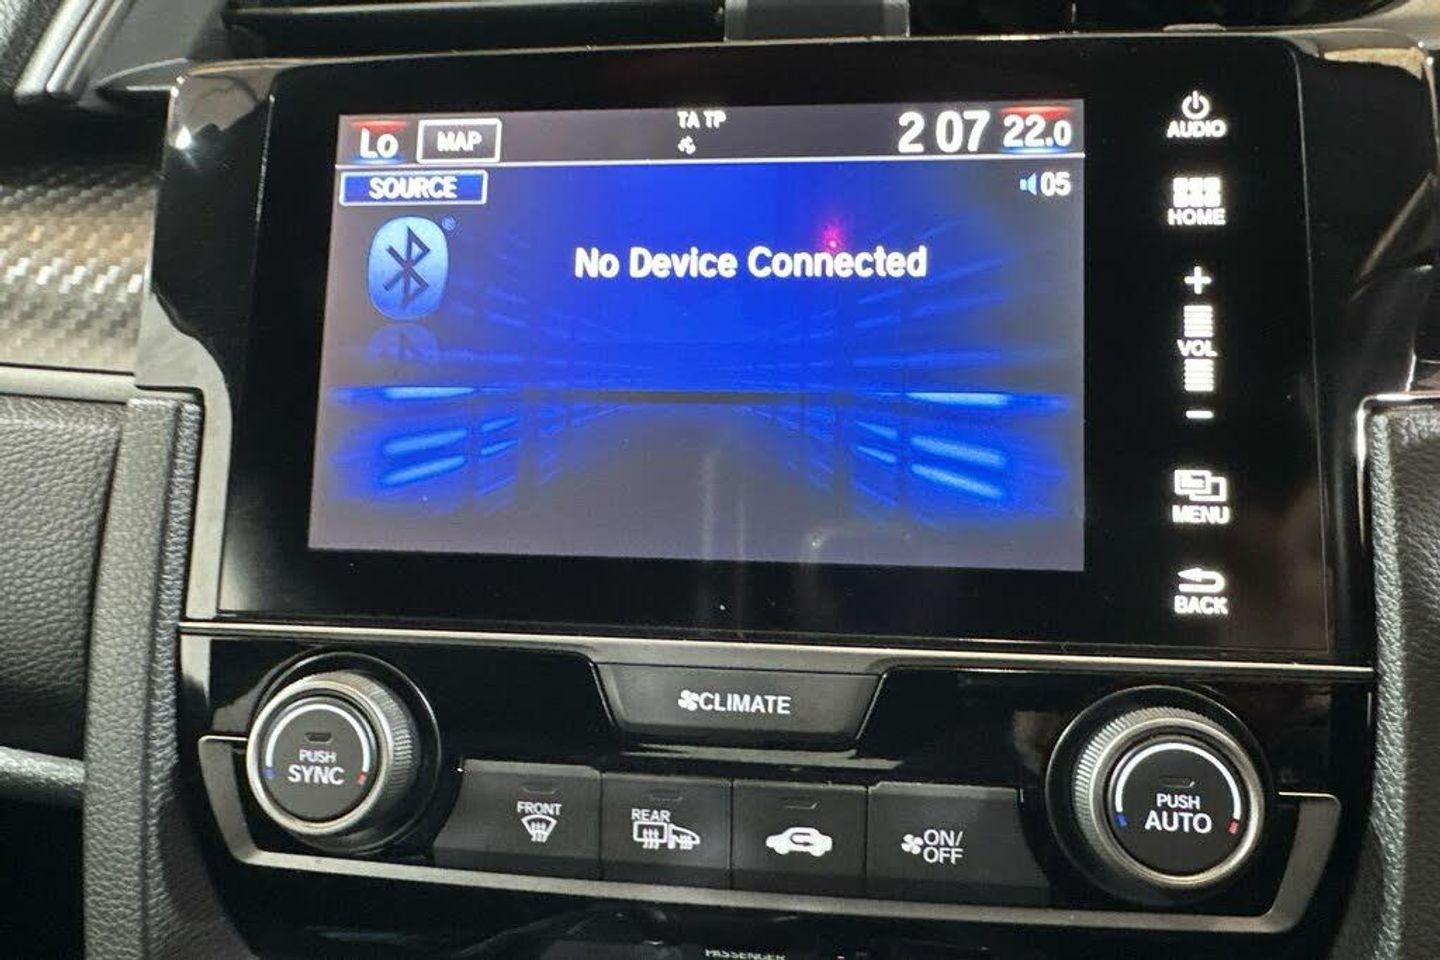 Lo
MAP
TA TP
2 07
22.0
SOURCE
05
No Device Connected
AUDIO
HOME
+
VOL
-
MENU
BACK
CLIMATE
PUSH
SYNC
FRONT
REAR
ON/
OFF
PUSH
AUTO
PASSENGER